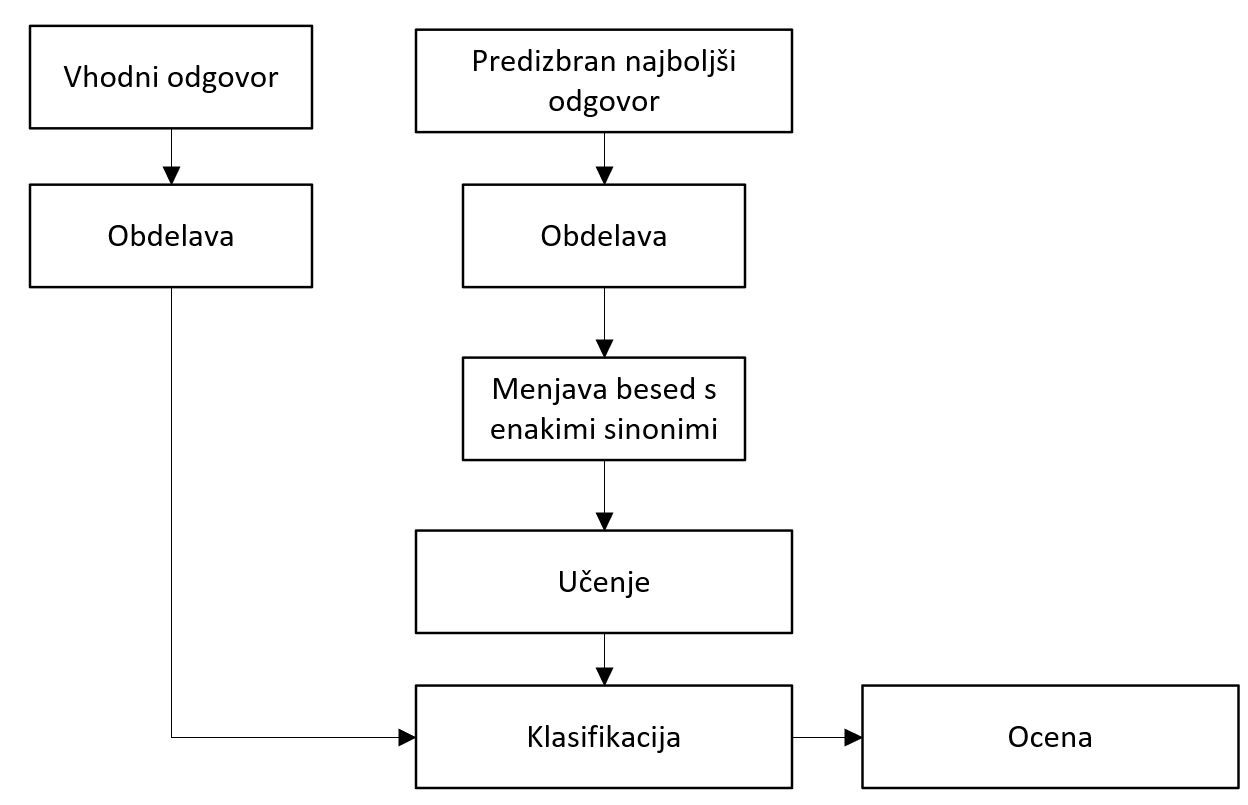 Vhodni odgovor
Predizbran najboljši
odgovor
Obdelava
Obdelava
Menjava besed s
enakimi sinonimi
Učenje
Klasifikacija
Ocena